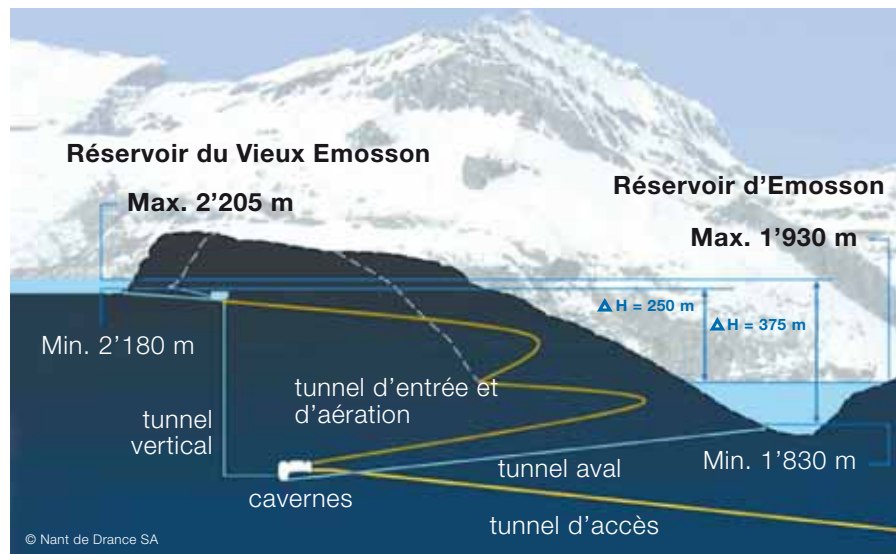 Réservoir du Vieux Emosson
Max. 2’205 m
Réservoir d’Emosson
Max. 1’930 m
Δ H = 250 m
Δ H = 375 m
Min. 2’180 m
tunnel d’entrée et
d’aération
tunnel
vertical
tunnel aval
Min. 1’830 m
cavernes
tunnel d’accès
© Nant de Drance SA